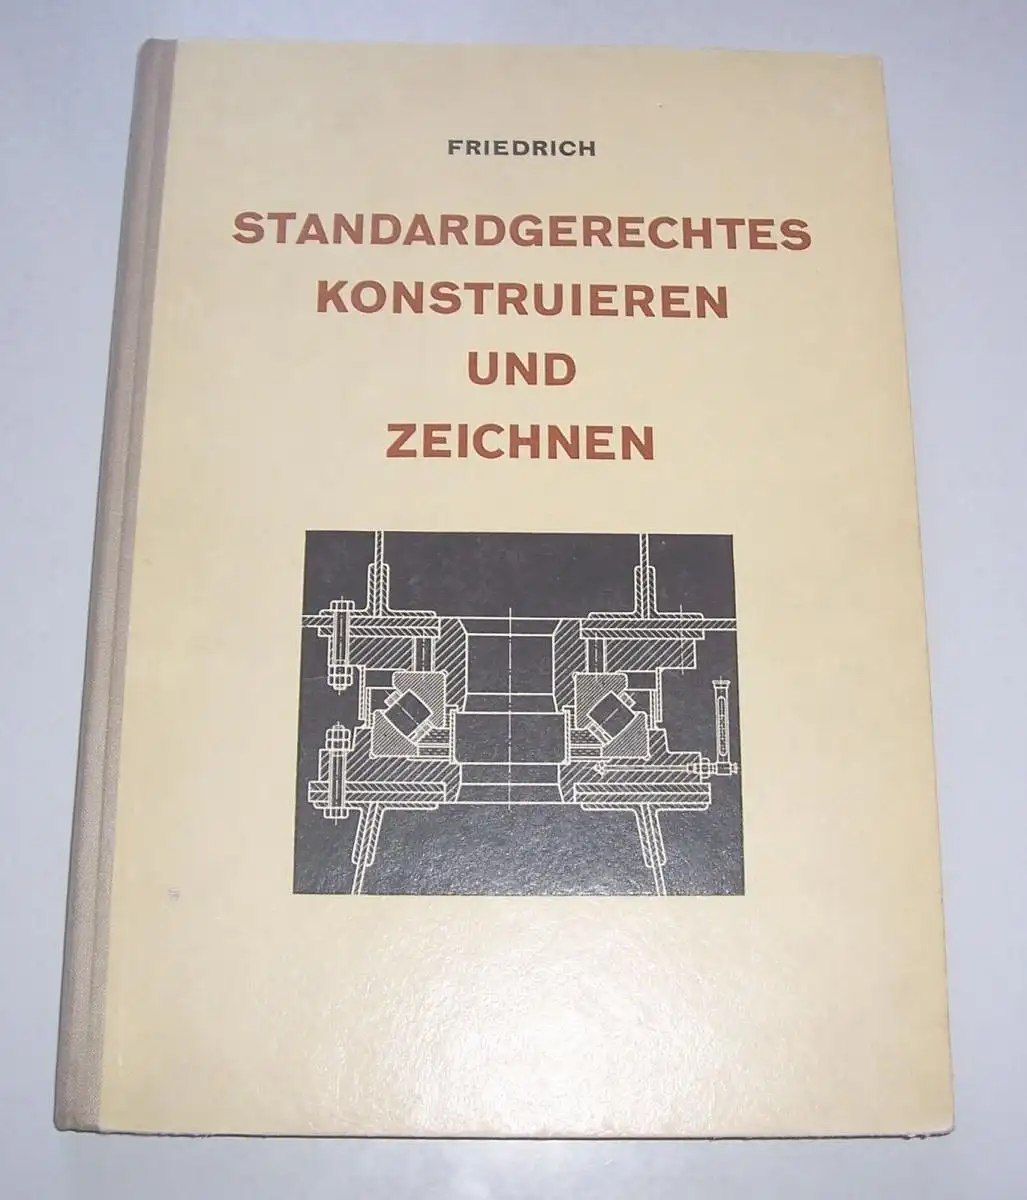 FRIEDRICH
STANDARDGERECHTES
KONSTRUIEREN
UND
ZEICHNEN